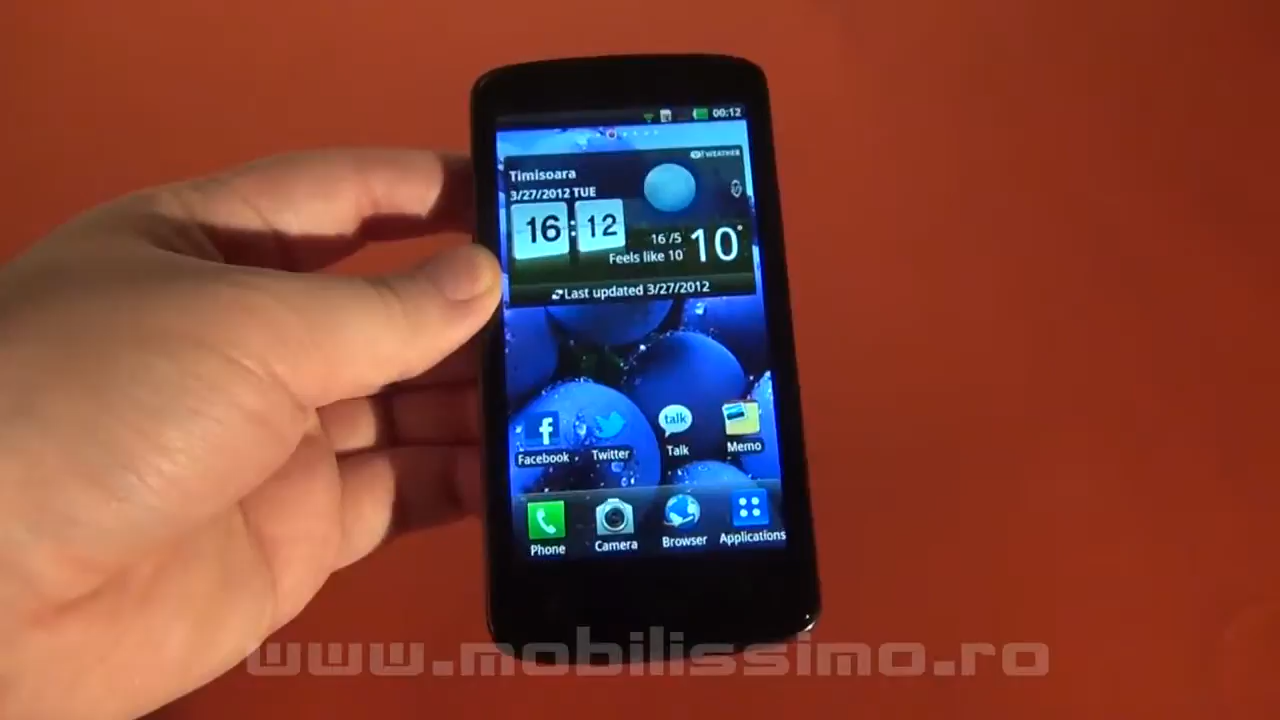 00:12
WEATHER
Timisoara
3/27/2012 TUE
16:12
16°/5
10°
Feels like 10°
Last updated 3/27/2012
talk
Facebook
Twitter
Talk
Memo
Phone
Camera
Browser
Applications
www.mobilissimo.ro